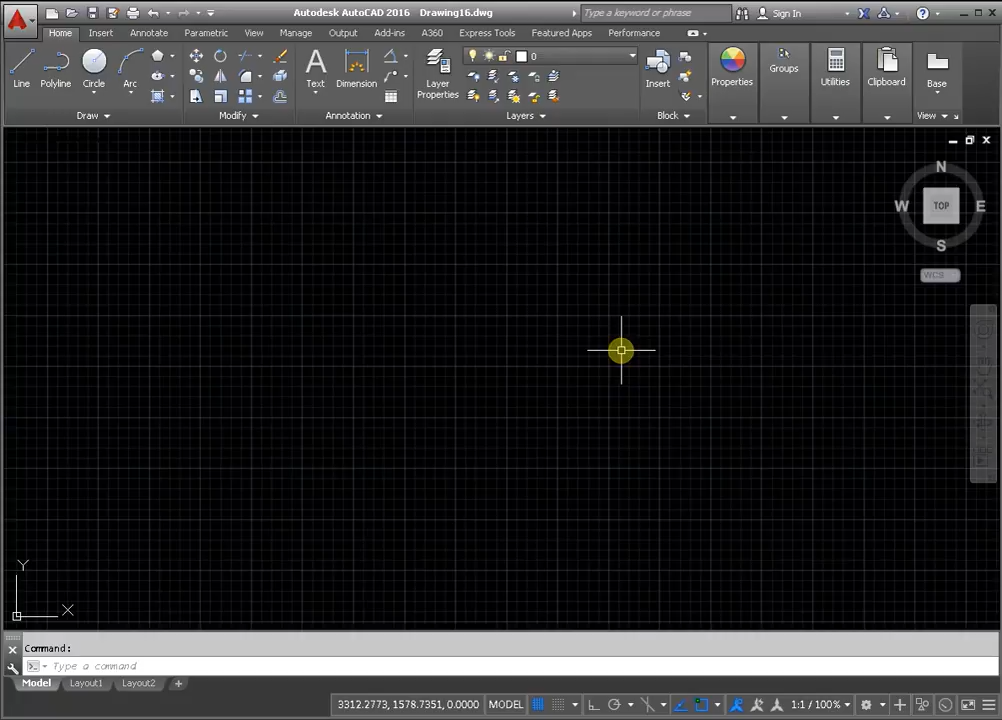 Autodesk AutoCAD 2016 Drawing16.dwg
Type a keyword or phrase
Sign In
Home Insert Annotate Parametric View Manage Output Add-ins A360 Express Tools Featured Apps Performance
Line Polyline Circle Arc
Text Dimension
Layer Properties
0
Insert
Properties
Groups
Utilities
Clipboard
Base
Draw Modify Annotation Layers Block View
N
W TOP E
S
WCS
Y
X
Command:
Type a command
Model Layout1 Layout2 +
3312.2773, 1578.7351, 0.0000 MODEL 1:1 / 100%